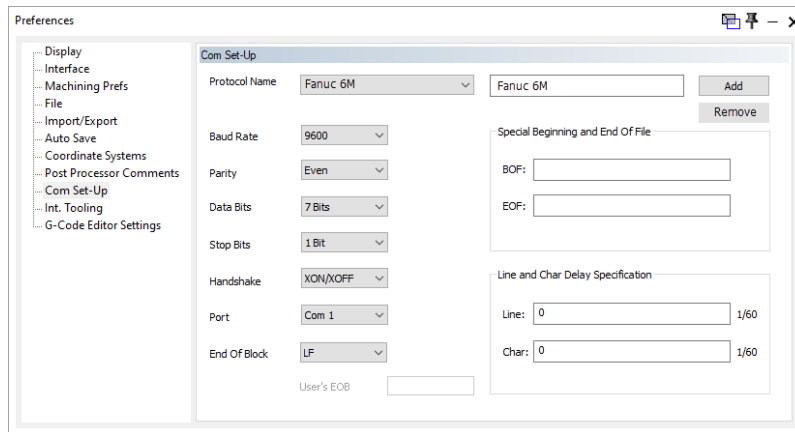 Preferences
Display
Interface
Machining Prefs
File
Import/Export
Auto Save
Coordinate Systems
Post Processor Comments
Com Set-Up
Int. Tooling
G-Code Editor Settings
Com Set-Up
Protocol Name Fanuc 6M Fanuc 6M Add
Remove
Baud Rate 9600
Parity Even
Data Bits 7 Bits
Stop Bits 1 Bit
Handshake XON/XOFF
Port Com 1
End Of Block LF
User's EOB
Special Beginning and End Of File
BOF:
EOF:
Line and Char Delay Specification
Line: 0 1/60
Char: 0 1/60